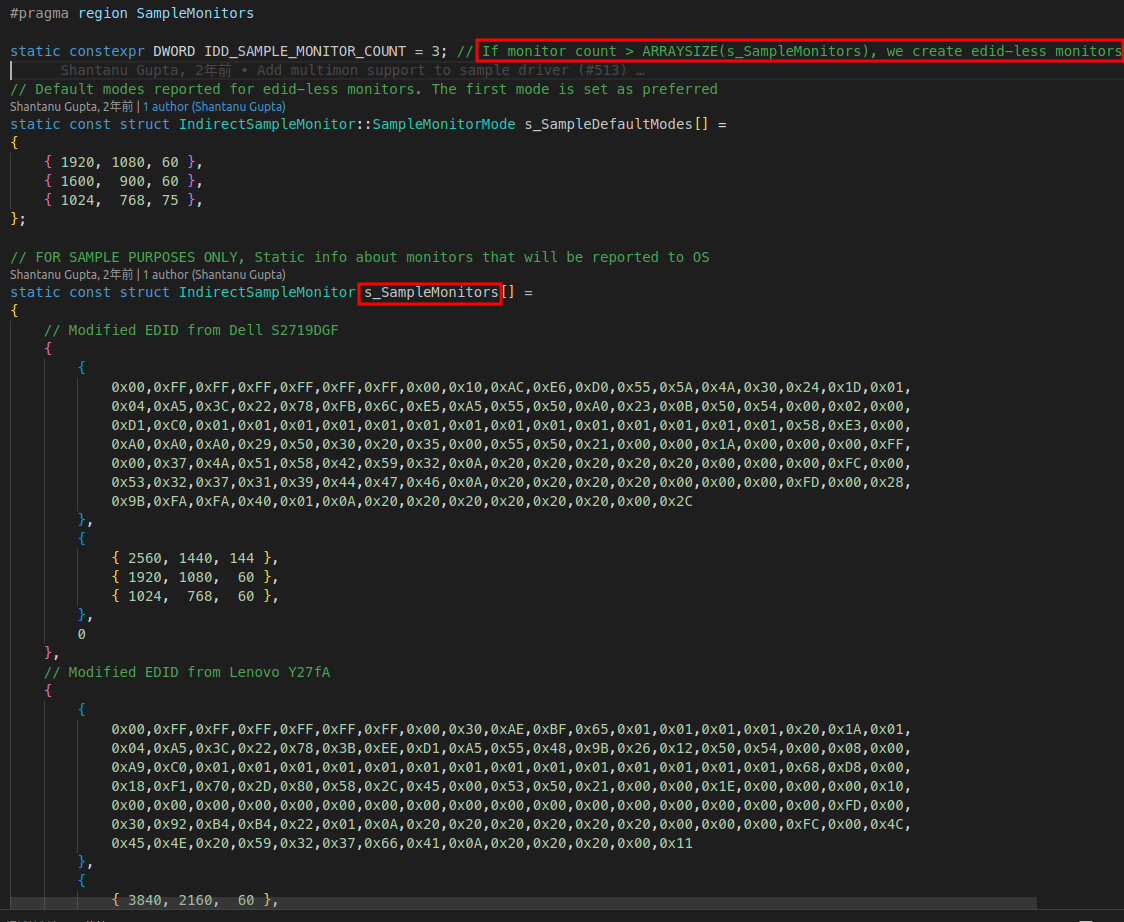 #pragma region SampleMonitors
static constexpr DWORD IDD_SAMPLE_MONITOR_COUNT = 3; // If monitor count > ARRAYSIZE(s_SampleMonitors), we create edid-less monitors
Shantanu Gupta, 2年前 • Add multimon support to sample driver (#513) …
// Default modes reported for edid-less monitors. The first mode is set as preferred
Shantanu Gupta, 2年前 | 1 author (Shantanu Gupta)
static const struct IndirectSampleMonitor::SampleMonitorMode s_SampleDefaultModes[] =
{
{ 1920, 1080, 60 },
{ 1600,  900, 60 },
{ 1024,  768, 75 },
};
// FOR SAMPLE PURPOSES ONLY, Static info about monitors that will be reported to OS
Shantanu Gupta, 2年前 | 1 author (Shantanu Gupta)
static const struct IndirectSampleMonitor s_SampleMonitors[] =
{
// Modified EDID from Dell S2719DGF
{
{
0x00,0xFF,0xFF,0xFF,0xFF,0xFF,0xFF,0x00,0x10,0xAC,0xE6,0xD0,0x55,0x5A,0x4A,0x30,0x24,0x1D,0x01,
0x04,0xA5,0x3C,0x22,0x78,0xFB,0x6C,0xE5,0xA5,0x55,0x50,0xA0,0x23,0x0B,0x50,0x54,0x00,0x02,0x00,
0xD1,0xC0,0x01,0x01,0x01,0x01,0x01,0x01,0x01,0x01,0x01,0x01,0x01,0x01,0x01,0x01,0x58,0xE3,0x00,
0xA0,0xA0,0xA0,0x29,0x50,0x30,0x20,0x35,0x00,0x55,0x50,0x21,0x00,0x00,0x1A,0x00,0x00,0x00,0xFF,
0x00,0x37,0x4A,0x51,0x58,0x42,0x59,0x32,0x0A,0x20,0x20,0x20,0x20,0x20,0x00,0x00,0x00,0xFC,0x00,
0x53,0x32,0x37,0x31,0x39,0x44,0x47,0x46,0x0A,0x20,0x20,0x20,0x20,0x00,0x00,0x00,0xFD,0x00,0x28,
0x9B,0xFA,0xFA,0x40,0x01,0x0A,0x20,0x20,0x20,0x20,0x20,0x20,0x00,0x2C
},
{
{ 2560, 1440, 144 },
{ 1920, 1080,  60 },
{ 1024,  768,  60 },
},
0
},
// Modified EDID from Lenovo Y27fA
{
{
0x00,0xFF,0xFF,0xFF,0xFF,0xFF,0xFF,0x00,0x30,0xAE,0xBF,0x65,0x01,0x01,0x01,0x01,0x20,0x1A,0x01,
0x04,0xA5,0x3C,0x22,0x78,0x3B,0xEE,0xD1,0xA5,0x55,0x48,0x9B,0x26,0x12,0x50,0x54,0x00,0x08,0x00,
0xA9,0xC0,0x01,0x01,0x01,0x01,0x01,0x01,0x01,0x01,0x01,0x01,0x01,0x01,0x01,0x01,0x68,0xD8,0x00,
0x18,0xF1,0x70,0x2D,0x80,0x58,0x2C,0x45,0x00,0x53,0x50,0x21,0x00,0x00,0x1E,0x00,0x00,0x00,0x10,
0x00,0x00,0x00,0x00,0x00,0x00,0x00,0x00,0x00,0x00,0x00,0x00,0x00,0x00,0x00,0x00,0x00,0xFD,0x00,
0x30,0x92,0xB4,0xB4,0x22,0x01,0x0A,0x20,0x20,0x20,0x20,0x20,0x20,0x00,0x00,0x00,0xFC,0x00,0x4C,
0x45,0x4E,0x20,0x59,0x32,0x37,0x66,0x41,0x0A,0x20,0x20,0x20,0x00,0x11
},
{
{ 3840, 2160,  60 },